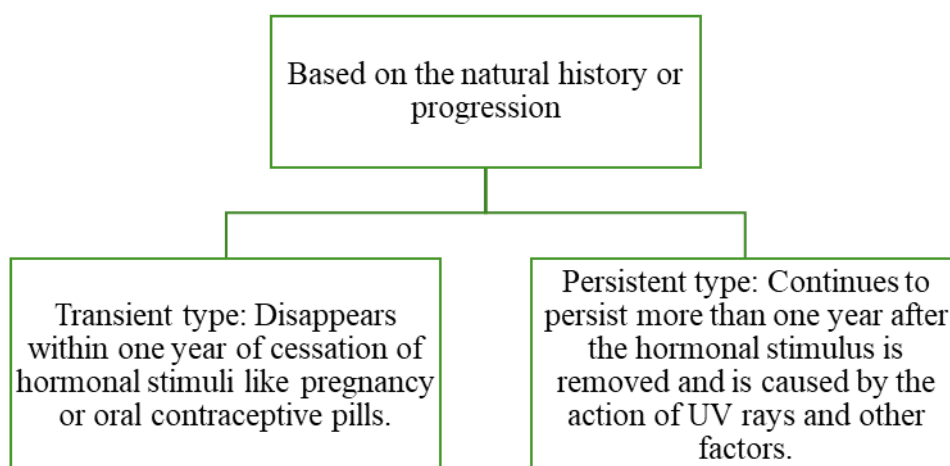 Based on the natural history or
progression
Transient type: Disappears
within one year of cessation of
hormonal stimuli like pregnancy
or oral contraceptive pills.
Persistent type: Continues to
persist more than one year after
the hormonal stimulus is
removed and is caused by the
action of UV rays and other
factors.